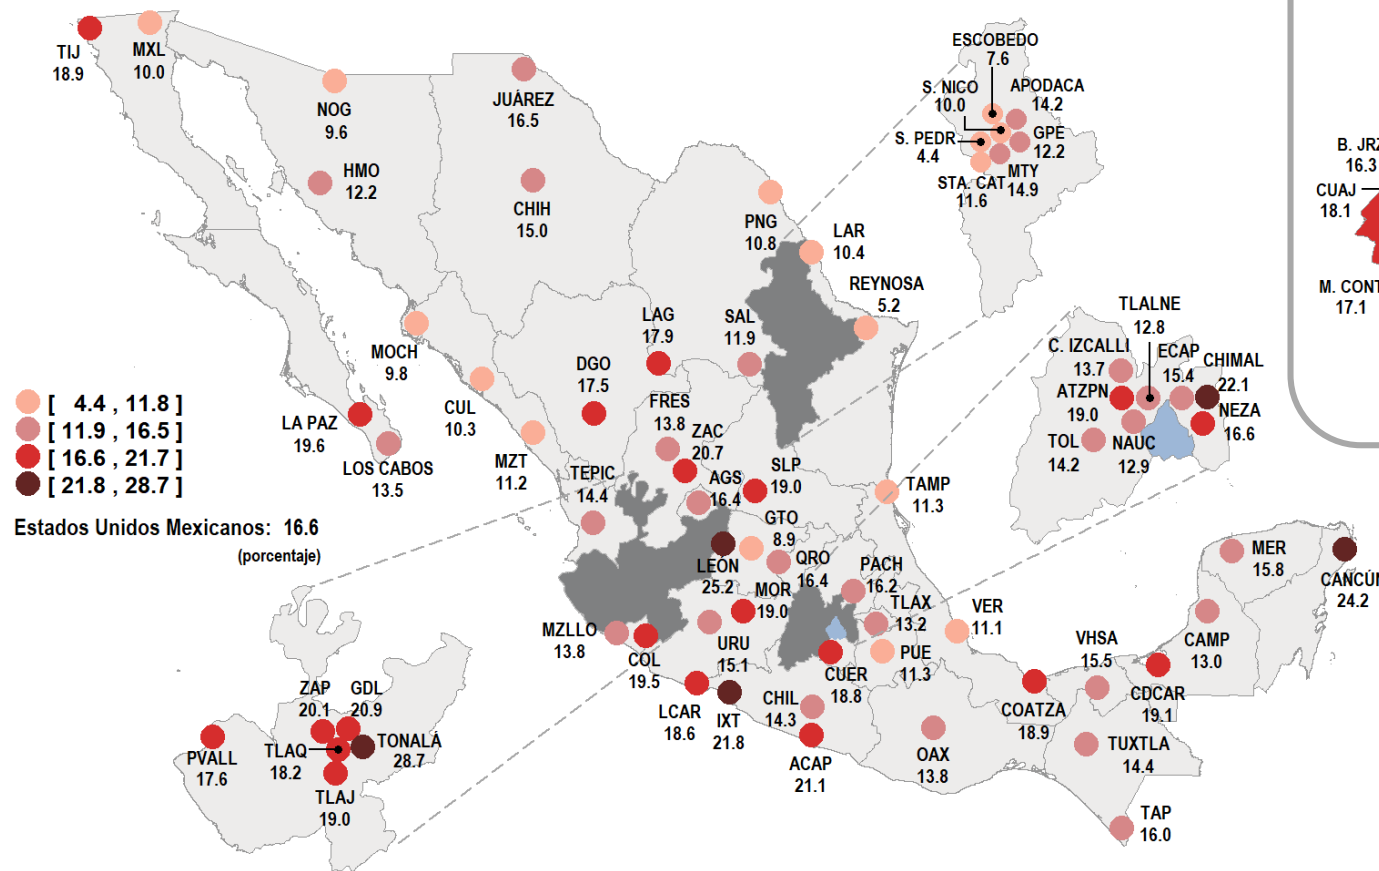 TIJ
18.9
MXL
10.0
NOG
9.6
HMO
12.2
JUÁREZ
16.5
CHIH
15.0
PNG
10.8
LAR
10.4
REYNOSA
5.2
ESCOBEDO
7.6
S. NICO
10.0
APODACA
14.2
S. PEDR
4.4
GPE
12.2
STA. CAT
11.6
MTY
14.9
B. JRZ
16.3
CUAJ
18.1
M. CONT
17.1
MOCH
9.8
CUL
10.3
MZT
11.2
LA PAZ
19.6
LOS CABOS
13.5
LAG
17.9
SAL
11.9
DGO
17.5
FRES
13.8
ZAC
20.7
TEPIC
14.4
AGS
16.4
SLP
19.0
GTO
8.9
TAMP
11.3
LEÓN
25.2
QRO
16.4
PACH
16.2
MOR
19.0
TLAX
13.2
VER
11.1
MZLLO
13.8
COL
19.5
URU
15.1
CUER
18.8
PUE
11.3
LCAR
18.6
IXT
21.8
CHIL
14.3
ACAP
21.1
OAX
13.8
COATZA
18.9
VHSA
15.5
CDCAR
19.1
TUXTLA
14.4
TAP
16.0
CAMP
13.0
MER
15.8
CANCÚN
24.2
TLALNE
12.8
C. IZCALLI
13.7
ECAP
15.4
CHIMAL
22.1
ATZPN
19.0
NEZA
16.6
TOL
14.2
NAUC
12.9
ZAP
20.1
GDL
20.9
PVALL
17.6
TLAQ
18.2
TONALÁ
28.7
TLAJ
19.0
[ 4.4 , 11.8 ]
[ 11.9 , 16.5 ]
[ 16.6 , 21.7 ]
[ 21.8 , 28.7 ]
Estados Unidos Mexicanos: 16.6
(porcentaje)